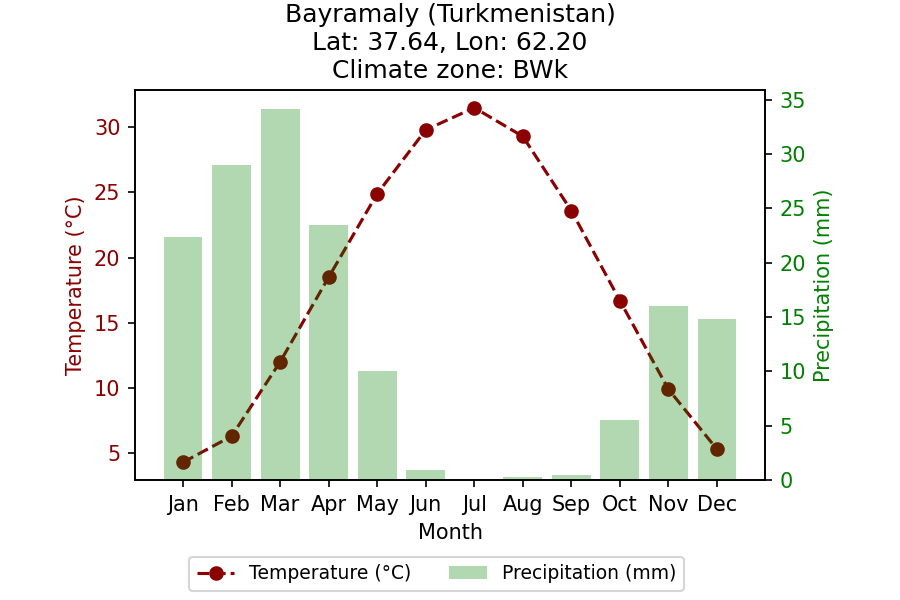 Bayramaly (Turkmenistan)
Lat: 37.64, Lon: 62.20
Climate zone: BWk
Temperature (°C)
30
25
20
15
10
5
Precipitation (mm)
35
30
25
20
15
10
5
0
Jan Feb Mar Apr May Jun Jul Aug Sep Oct Nov Dec
Month
Temperature (°C) Precipitation (mm)